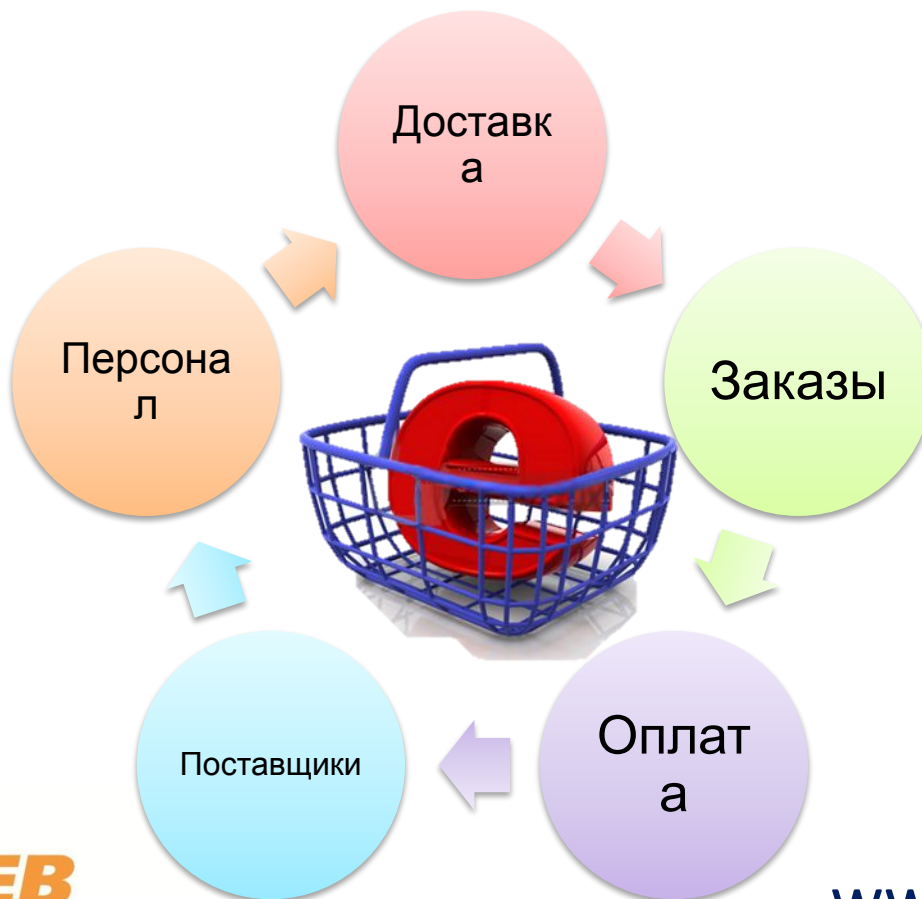 Доставк
а
Персона
л
Заказы
Поставщики
Оплат
а